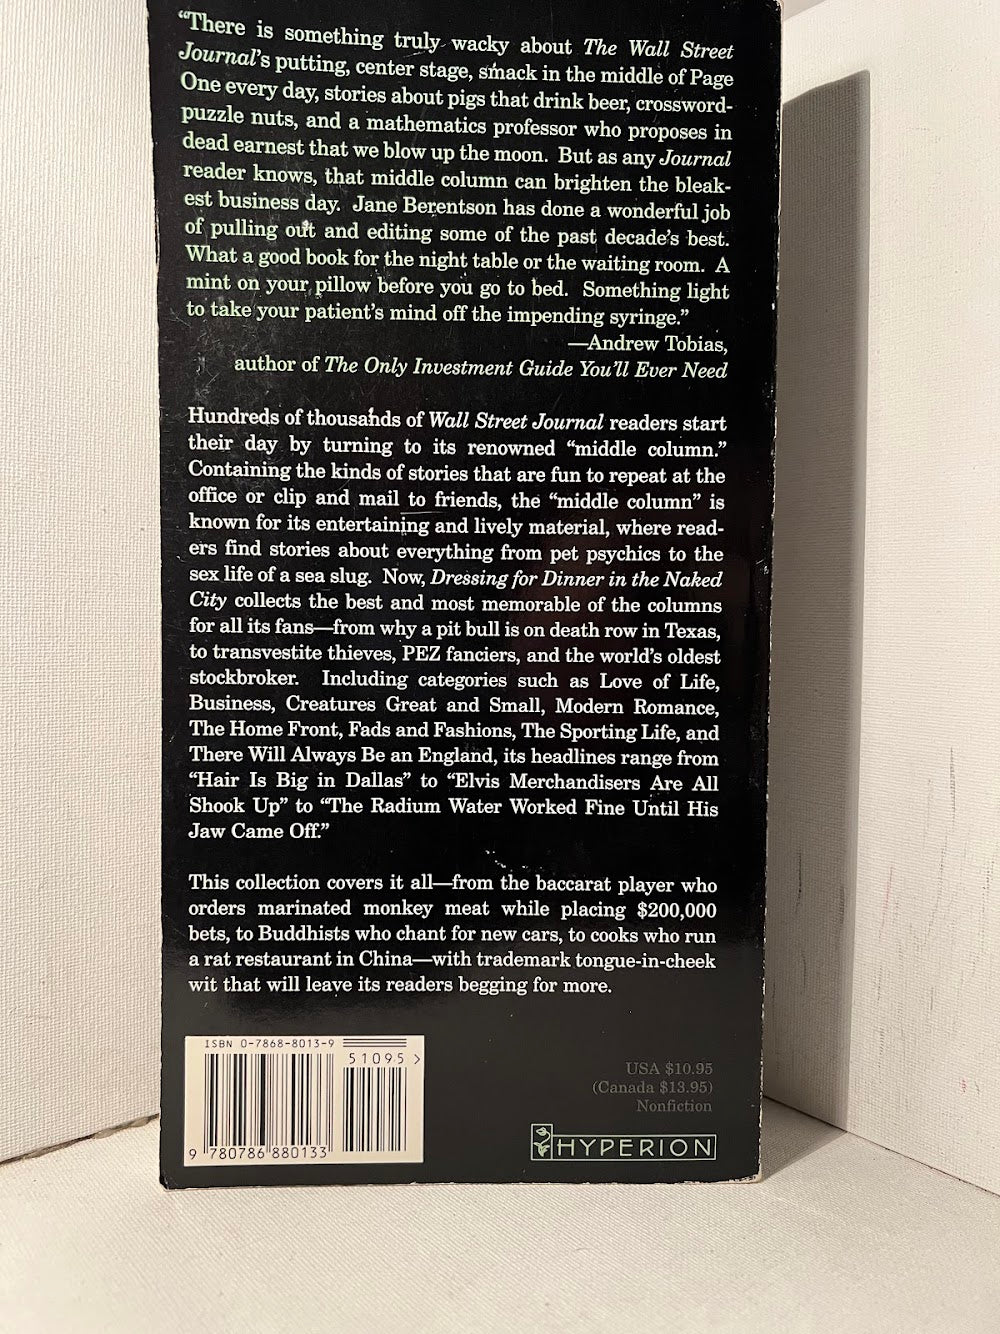 “There is something truly wacky about The Wall Street
Journal’s putting, center stage, smack in the middle of Page
One every day, stories about pigs that drink beer, crossword-
puzzle nuts, and a mathematics professor who proposes in
dead earnest that we blow up the moon. But as any Journal
reader knows, that middle column can brighten the bleak-
est business day. Jane Berentson has done a wonderful job
of pulling out and editing some of the past decade’s best.
What a good book for the night table or the waiting room. A
mint on your pillow before you go to bed. Something light
to take your patient’s mind off the impending syringe.”
—Andrew Tobias,
author of The Only Investment Guide You’ll Ever Need
Hundreds of thousands of Wall Street Journal readers start
their day by turning to its renowned “middle column.”
Containing the kinds of stories that are fun to repeat at the
office or clip and mail to friends, the “middle column” is
known for its entertaining and lively material, where read-
ers find stories about everything from pet psychics to the
sex life of a sea slug. Now, Dressing for Dinner in the Naked
City collects the best and most memorable of the columns
for all its fans—from why a pit bull is on death row in Texas,
to transvestite thieves, PEZ fanciers, and the world’s oldest
stockbroker. Including categories such as Love of Life,
Business, Creatures Great and Small, Modern Romance,
The Home Front, Fads and Fashions, The Sporting Life, and
There Will Always Be an England, its headlines range from
“Hair Is Big in Dallas” to “Elvis Merchandisers Are All
Shook Up” to “The Radium Water Worked Fine Until His
Jaw Came Off.”
This collection covers it all—from the baccarat player who
orders marinated monkey meat while placing $200,000
bets, to Buddhists who chant for new cars, to cooks who run
a rat restaurant in China—with trademark tongue-in-cheek
wit that will leave its readers begging for more.
ISBN 0-7868-8013-9
51095 >
9 780786 880133
USA $10.95
(Canada $13.95)
Nonfiction
HYPERION